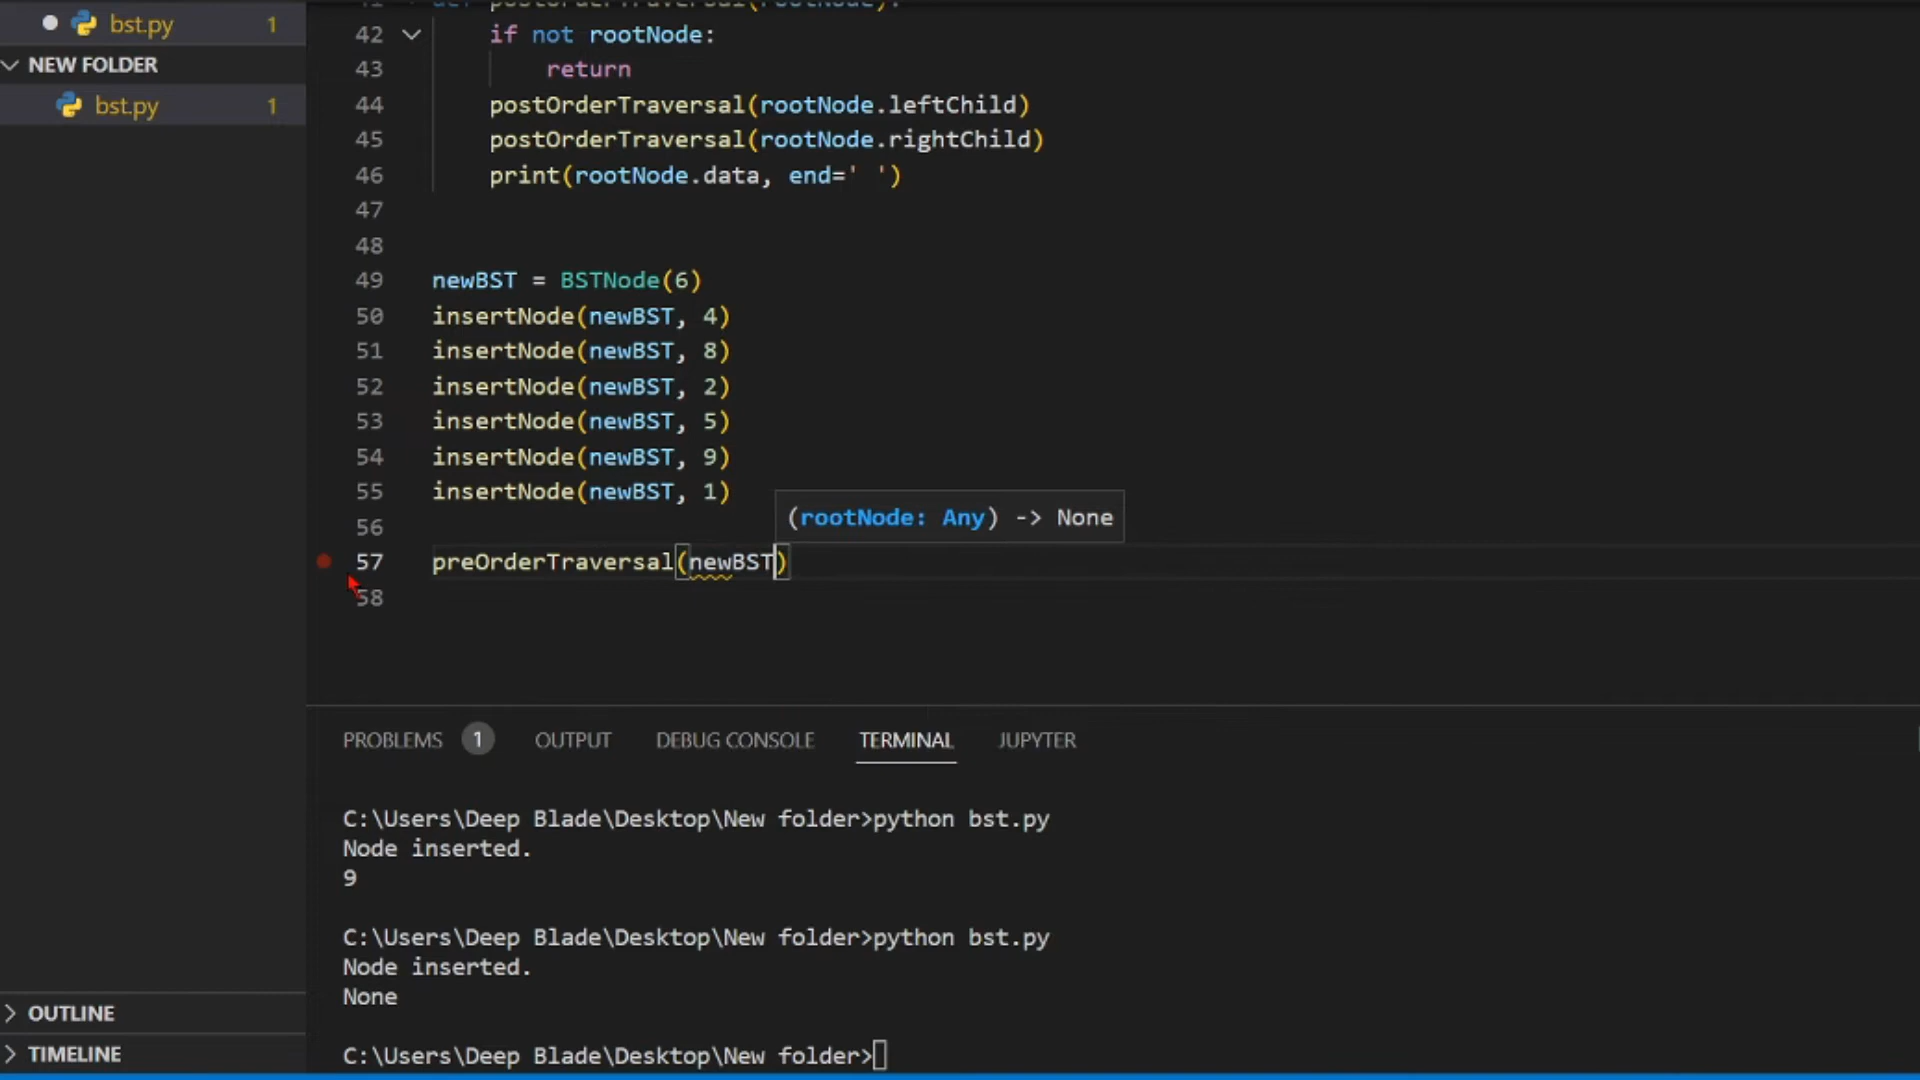 bst.py 1
NEW FOLDER
bst.py 1
OUTLINE
TIMELINE
41 def postOrderTraversal(rootNode):
42 if not rootNode:
43 return
44 postOrderTraversal(rootNode.leftChild)
45 postOrderTraversal(rootNode.rightChild)
46 print(rootNode.data, end=' ')
47
48
49 newBST = BSTNode(6)
50 insertNode(newBST, 4)
51 insertNode(newBST, 8)
52 insertNode(newBST, 2)
53 insertNode(newBST, 5)
54 insertNode(newBST, 9)
55 insertNode(newBST, 1)
(rootNode: Any) -> None
56
57 preOrderTraversal(newBST)
58
PROBLEMS 1 OUTPUT DEBUG CONSOLE TERMINAL JUPYTER
C:\Users\Deep Blade\Desktop\New folder>python bst.py
Node inserted.
9
C:\Users\Deep Blade\Desktop\New folder>python bst.py
Node inserted.
None
C:\Users\Deep Blade\Desktop\New folder>